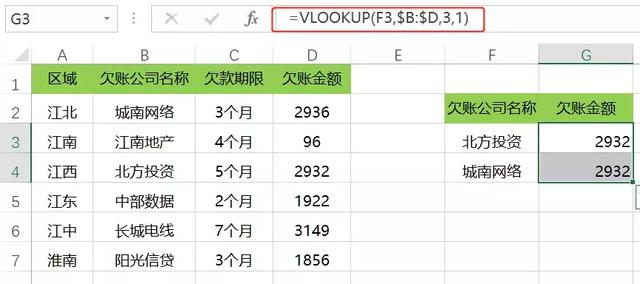 G3 =VLOOKUP(F3,$B:$D,3,1)
A B C D E F G
1 区域 欠账公司名称 欠款期限 欠账金额
2 江北 城南网络 3个月 2936 欠账公司名称 欠账金额
3 江南 江南地产 4个月 96 北方投资 2932
4 江西 北方投资 5个月 2932 城南网络 2932
5 江东 中部数据 2个月 1922
6 江中 长城电线 7个月 3149
7 淮南 阳光信贷 3个月 1856